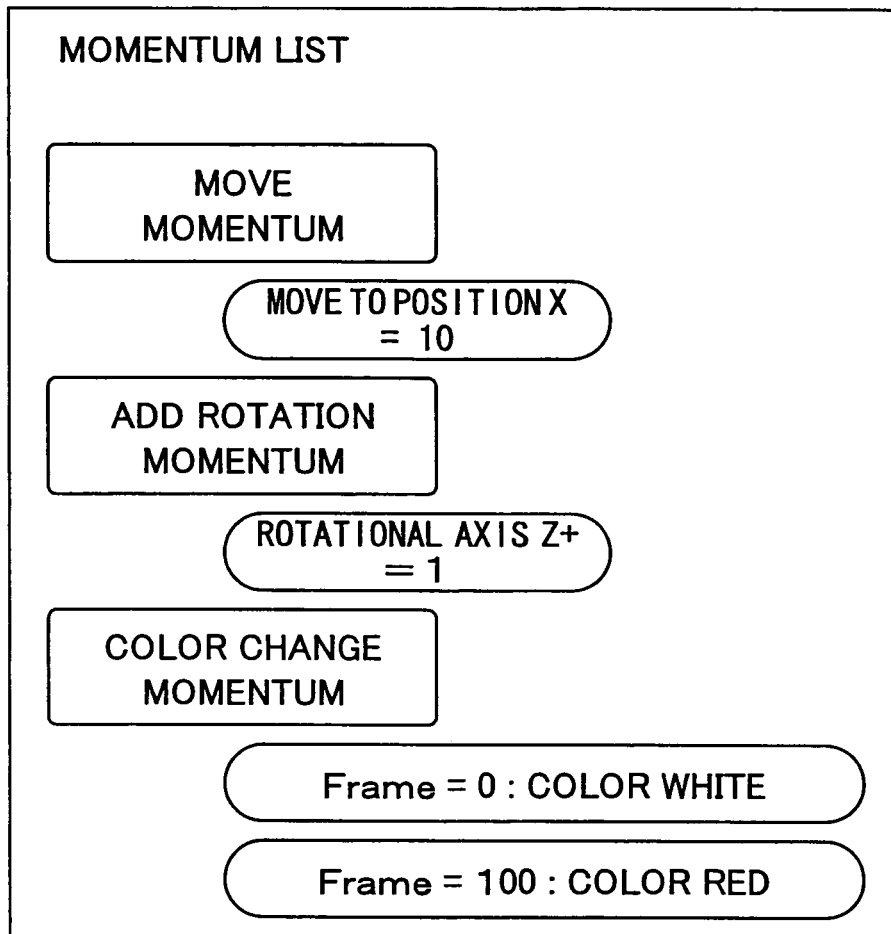 MOMENTUM LIST
MOVE
MOMENTUM
MOVE TO POSITION X
= 10
ADD ROTATION
MOMENTUM
ROTATIONAL AXIS Z+
= 1
COLOR CHANGE
MOMENTUM
Frame = 0 : COLOR WHITE
Frame = 100 : COLOR RED